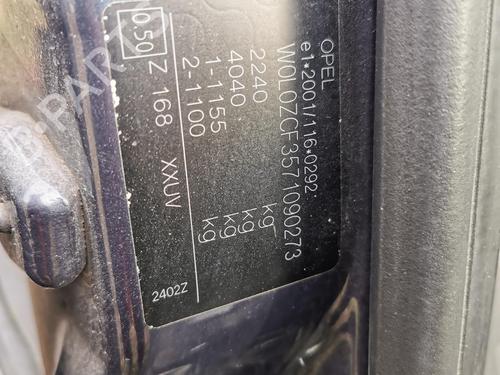 OPEL
e1*2001/116*0292
W0L0ZCF3571090273
2240 kg
4040 kg
1-1155 kg
2-1100 kg
0.50 Z 168 XXUV
2402Z